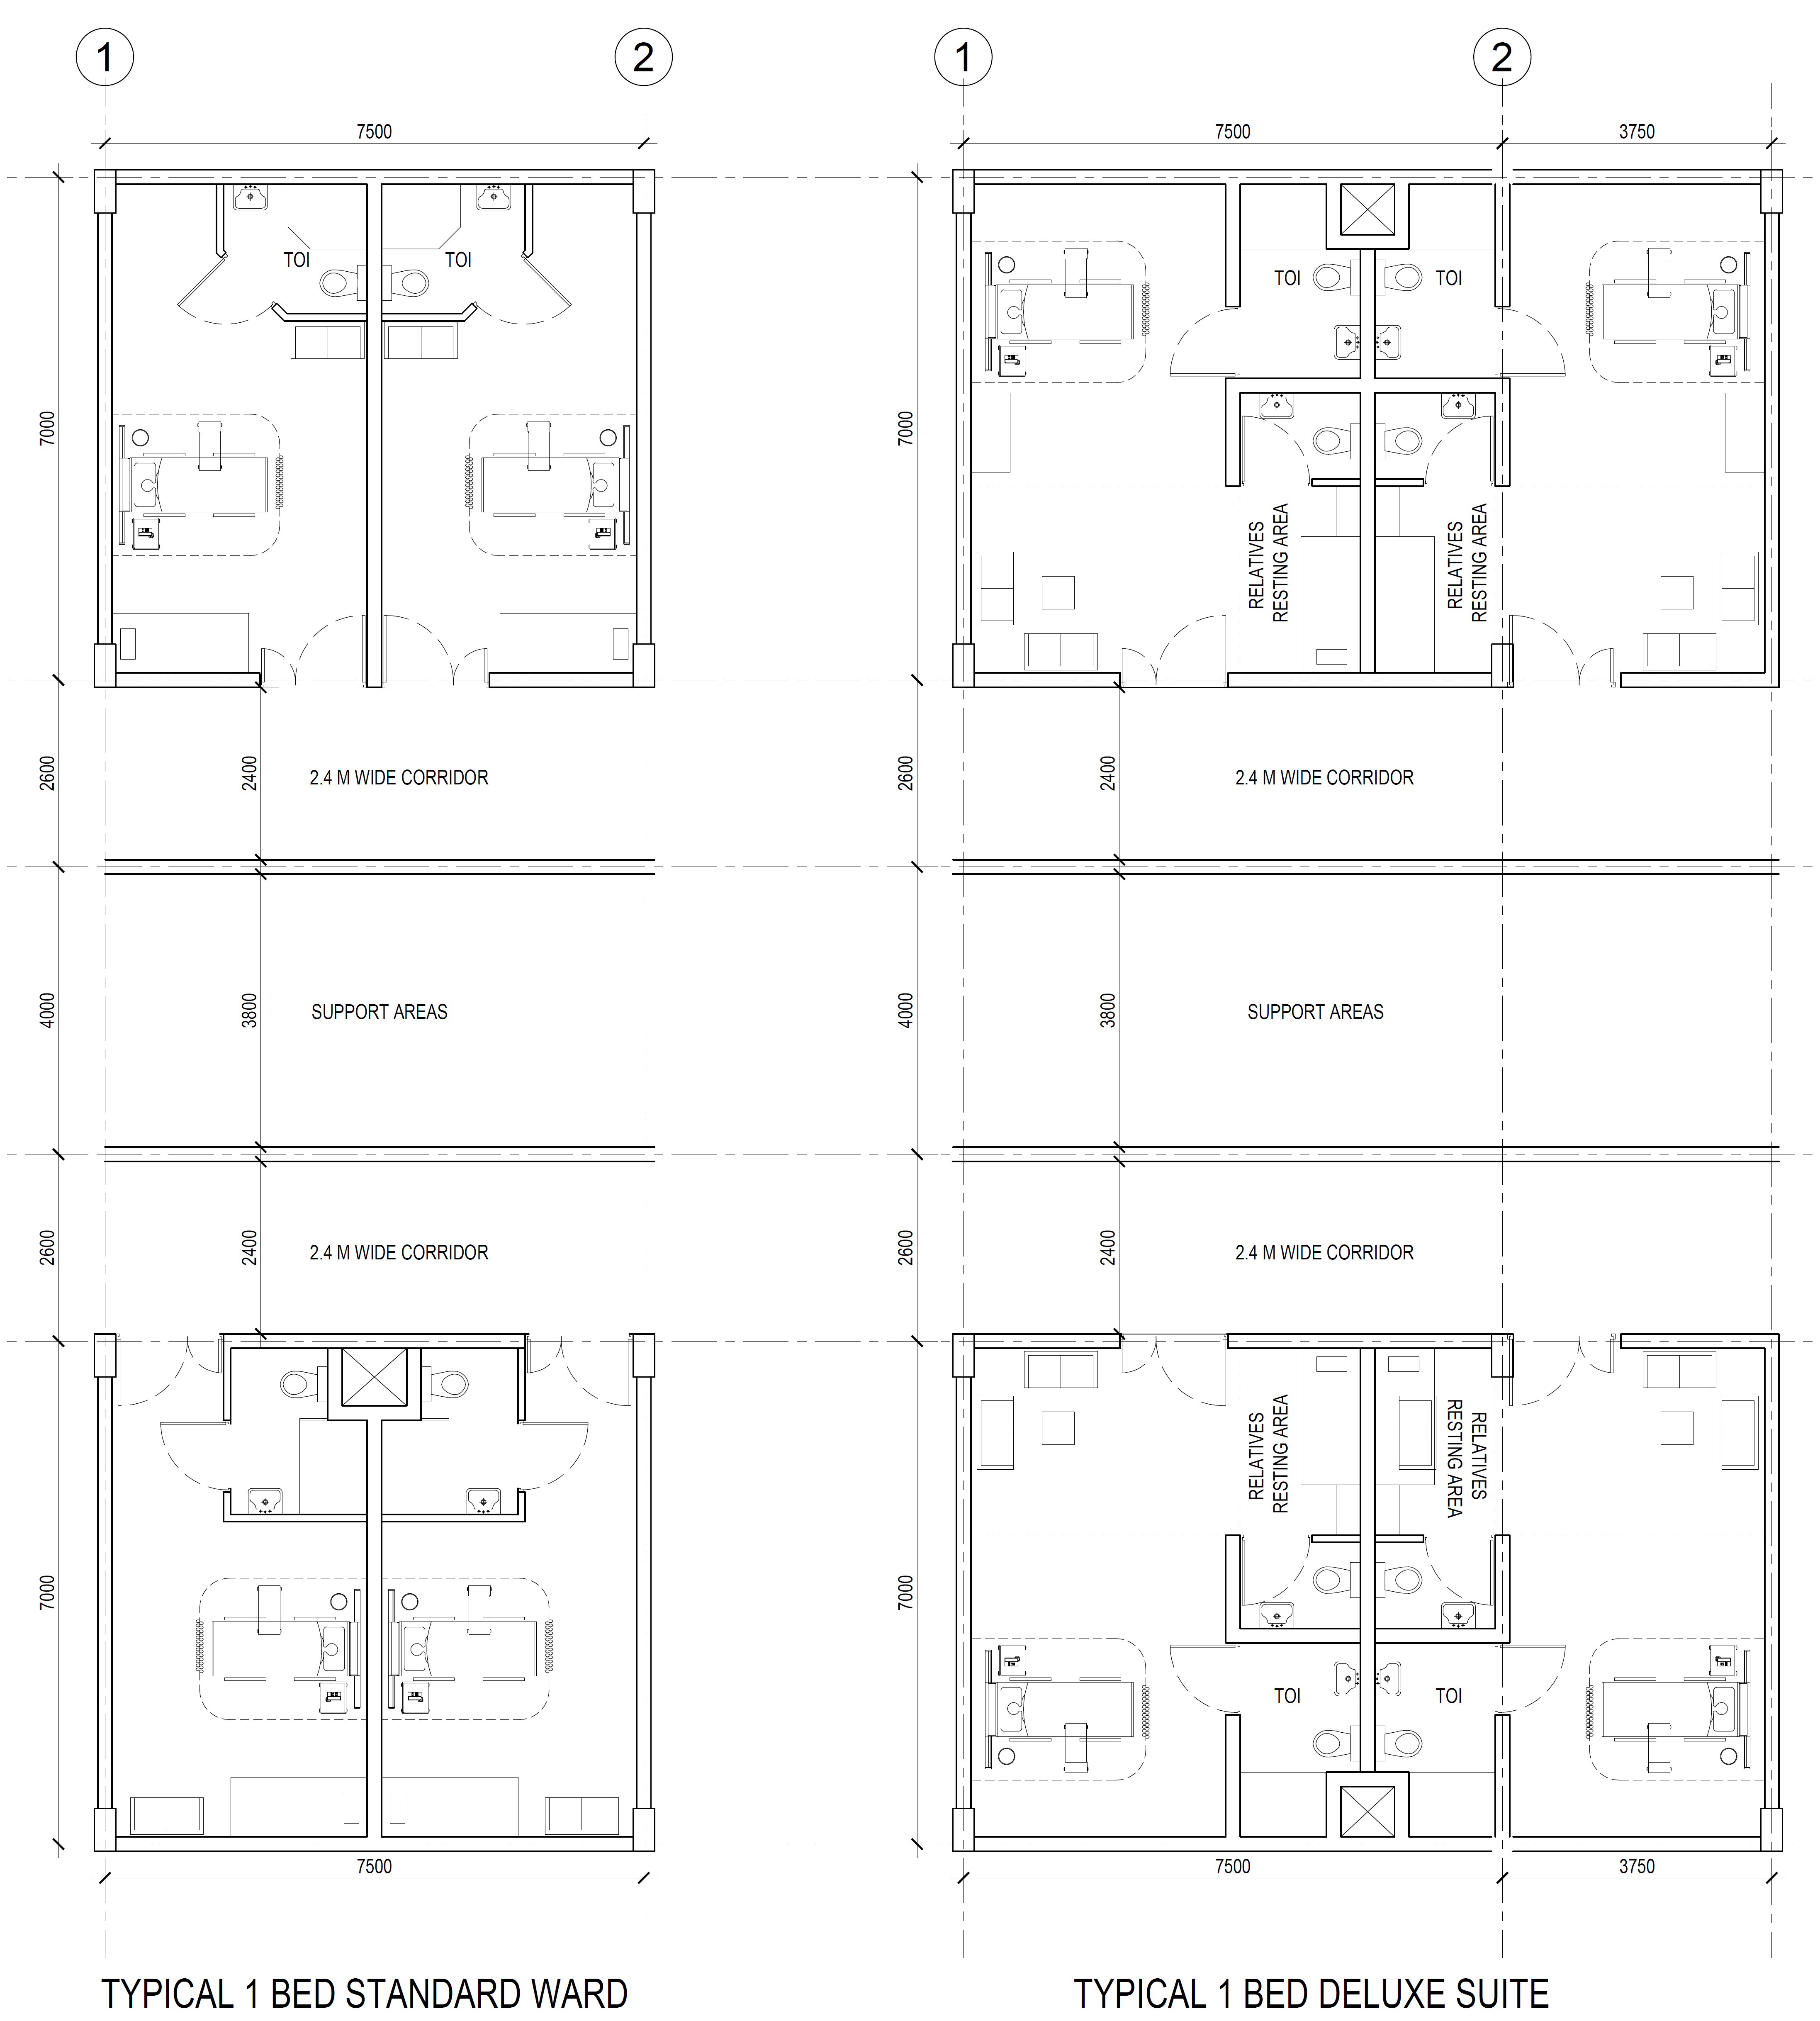 1
2
1
2
7500
7500
3750
TOI
TOI
TOI
TOI
7000
7000
RELATIVES
RESTING AREA
RELATIVES
RESTING AREA
2600
2400
2.4 M WIDE CORRIDOR
2600
2400
2.4 M WIDE CORRIDOR
4000
3800
SUPPORT AREAS
4000
3800
SUPPORT AREAS
2600
2400
2.4 M WIDE CORRIDOR
2600
2400
2.4 M WIDE CORRIDOR
RELATIVES
RESTING AREA
RELATIVES
RESTING AREA
7000
7000
TOI
TOI
7500
7500
3750
TYPICAL 1 BED STANDARD WARD
TYPICAL 1 BED DELUXE SUITE